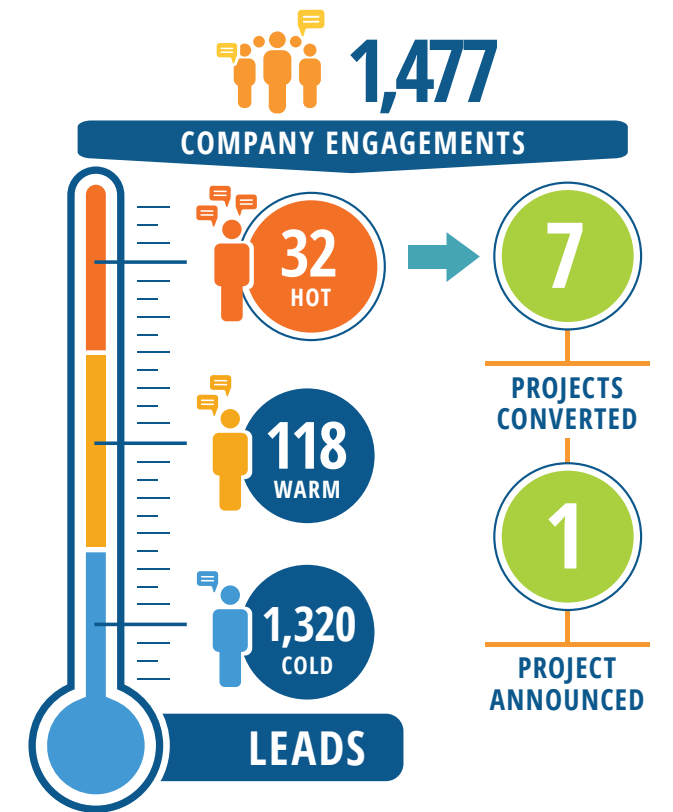 1,477
COMPANY ENGAGEMENTS
32
HOT
7
PROJECTS
CONVERTED
118
WARM
1
PROJECT
ANNOUNCED
1,320
COLD
LEADS